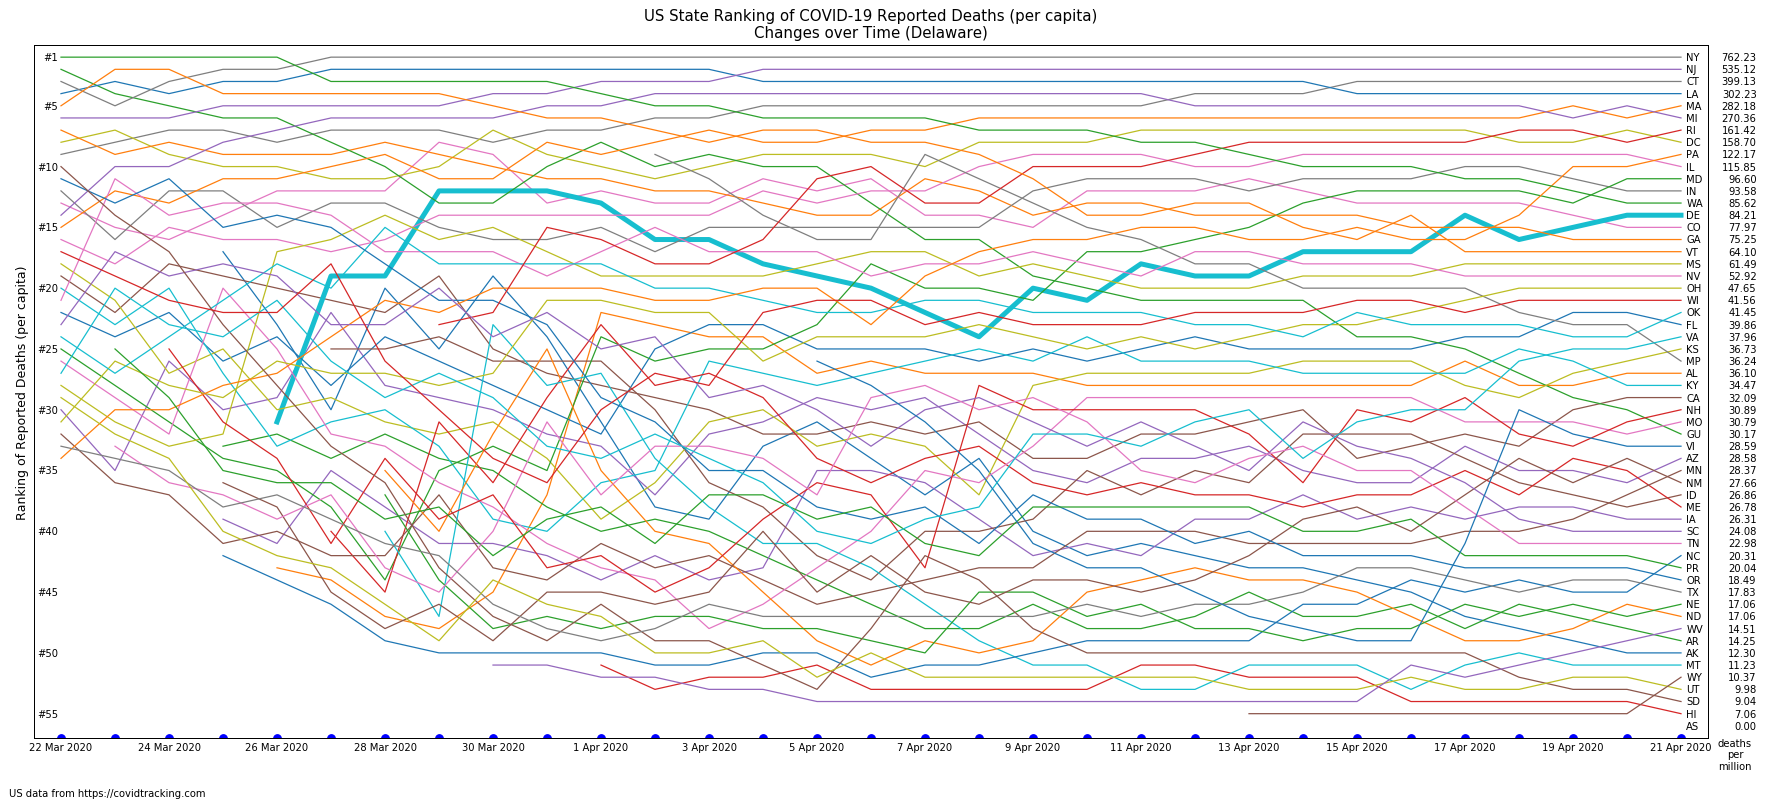 US State Ranking of COVID-19 Reported Deaths (per capita)
Changes over Time (Delaware)
Ranking of Reported Deaths (per capita)
#1
#5
#10
#15
#20
#25
#30
#35
#40
#45
#50
#55
NY 762.23
NJ 535.12
CT 399.13
LA 302.23
MA 282.18
MI 270.36
RI 161.42
DC 158.70
PA 122.17
IL 115.85
MD 96.60
IN 93.58
WA 85.62
DE 84.21
CO 77.97
GA 75.25
VT 64.10
MS 61.49
NV 52.92
OH 47.65
WI 41.56
OK 41.45
FL 39.86
VA 37.96
KS 36.73
MP 36.24
AL 36.10
KY 34.47
CA 32.09
NH 30.89
MO 30.79
GU 30.17
VI 28.59
AZ 28.58
MN 28.37
NM 27.66
ID 26.86
ME 26.78
IA 26.31
SC 24.08
TN 22.98
NC 20.31
PR 20.04
OR 18.49
TX 17.83
NE 17.06
ND 17.06
WV 14.51
AR 14.25
AK 12.30
MT 11.23
WY 10.37
UT 9.98
SD 9.04
HI 7.06
AS 0.00
22 Mar 2020 24 Mar 2020 26 Mar 2020 28 Mar 2020 30 Mar 2020 1 Apr 2020 3 Apr 2020 5 Apr 2020 7 Apr 2020 9 Apr 2020 11 Apr 2020 13 Apr 2020 15 Apr 2020 17 Apr 2020 19 Apr 2020 21 Apr 2020
deaths
per
million
US data from https://covidtracking.com